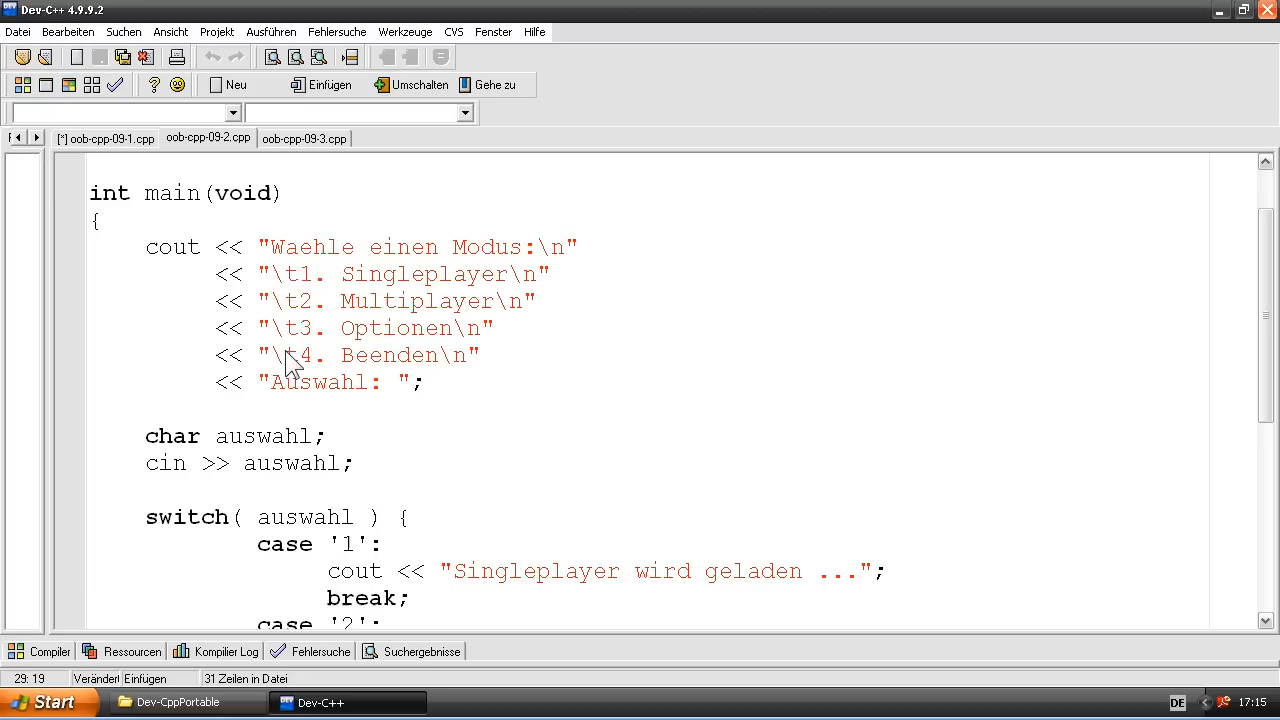 Dev-C++ 4.9.9.2
Datei Bearbeiten Suchen Ansicht Projekt Ausführen Fehlersuche Werkzeuge CVS Fenster Hilfe
Neu Einfügen Umschalten Gehe zu
[*] oob-cpp-09-1.cpp oob-cpp-09-2.cpp oob-cpp-09-3.cpp
int main(void)
{
cout << "Waehle einen Modus:\n"
<< "\t1. Singleplayer\n"
<< "\t2. Multiplayer\n"
<< "\t3. Optionen\n"
<< "\t4. Beenden\n"
<< "Auswahl: ";
char auswahl;
cin >> auswahl;
switch( auswahl ) {
case '1':
cout << "Singleplayer wird geladen ...";
break;
case '2':
Compiler Ressourcen Kompilier Log Fehlersuche Suchergebnisse
29: 19 Veränder Einfügen 31 Zeilen in Datei
Start Dev-CppPortable Dev-C++ DE 17:15